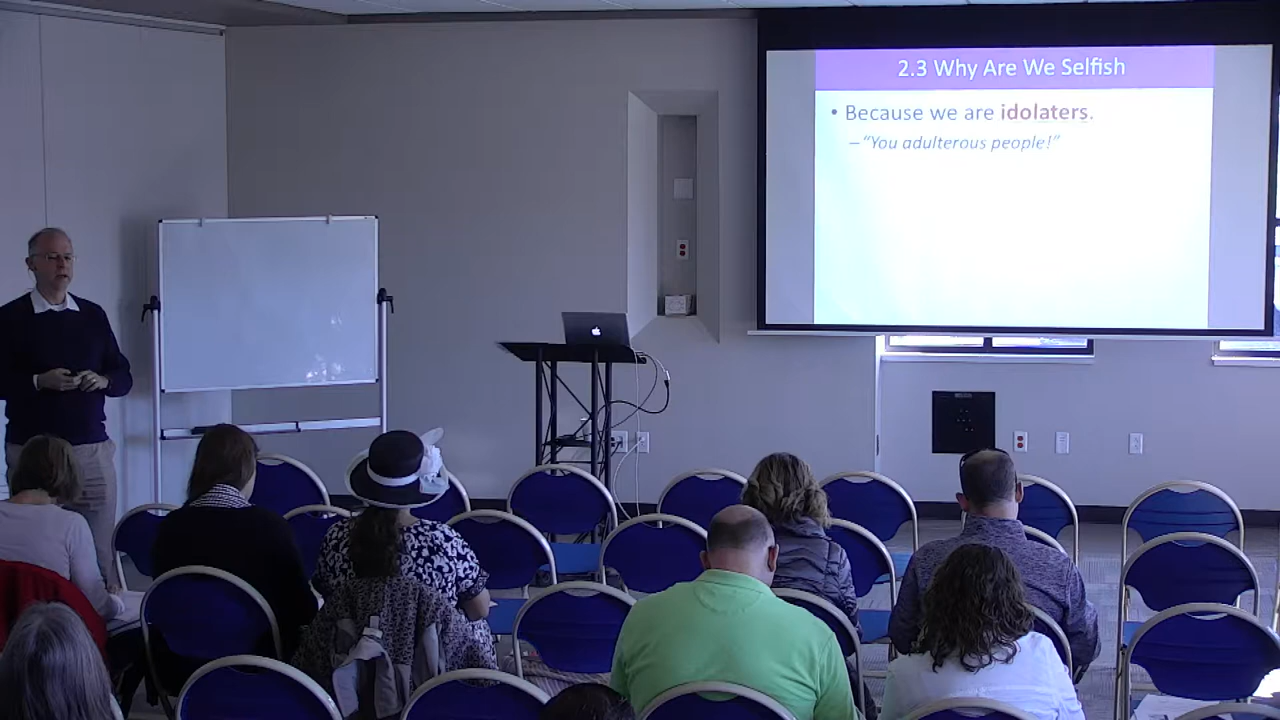 2.3 Why Are We Selfish
• Because we are idolaters.
–“You adulterous people!”